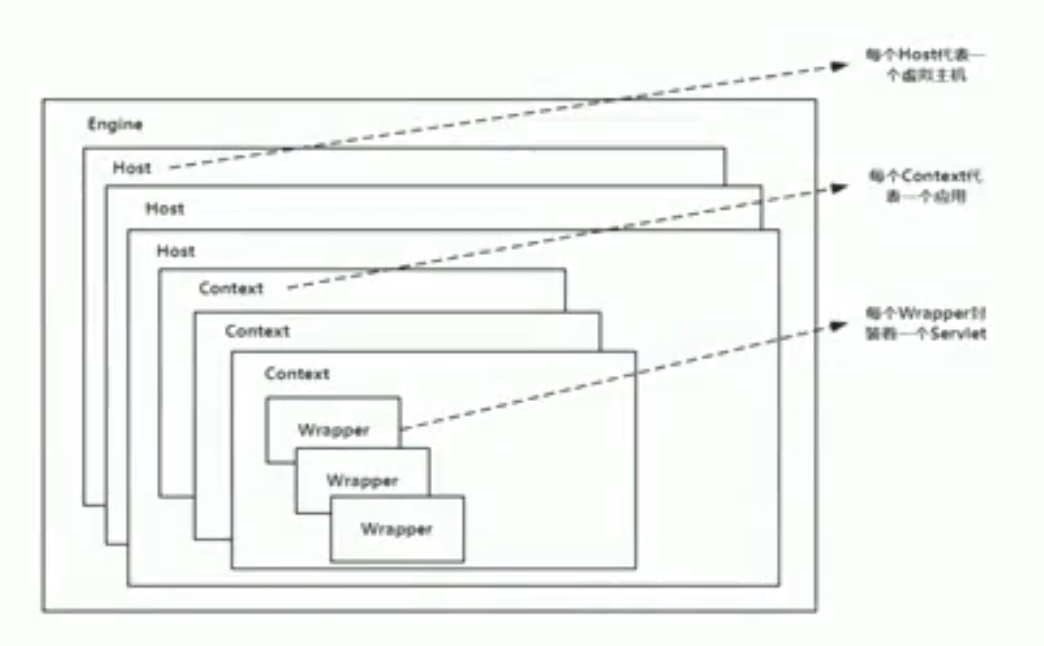 每个Host代表一
个虚拟主机
Engine
Host
每个Context代
表一个应用
Host
Host
Context
每个Wrapper封
装着一个Servlet
Context
Context
Wrapper
Wrapper
Wrapper